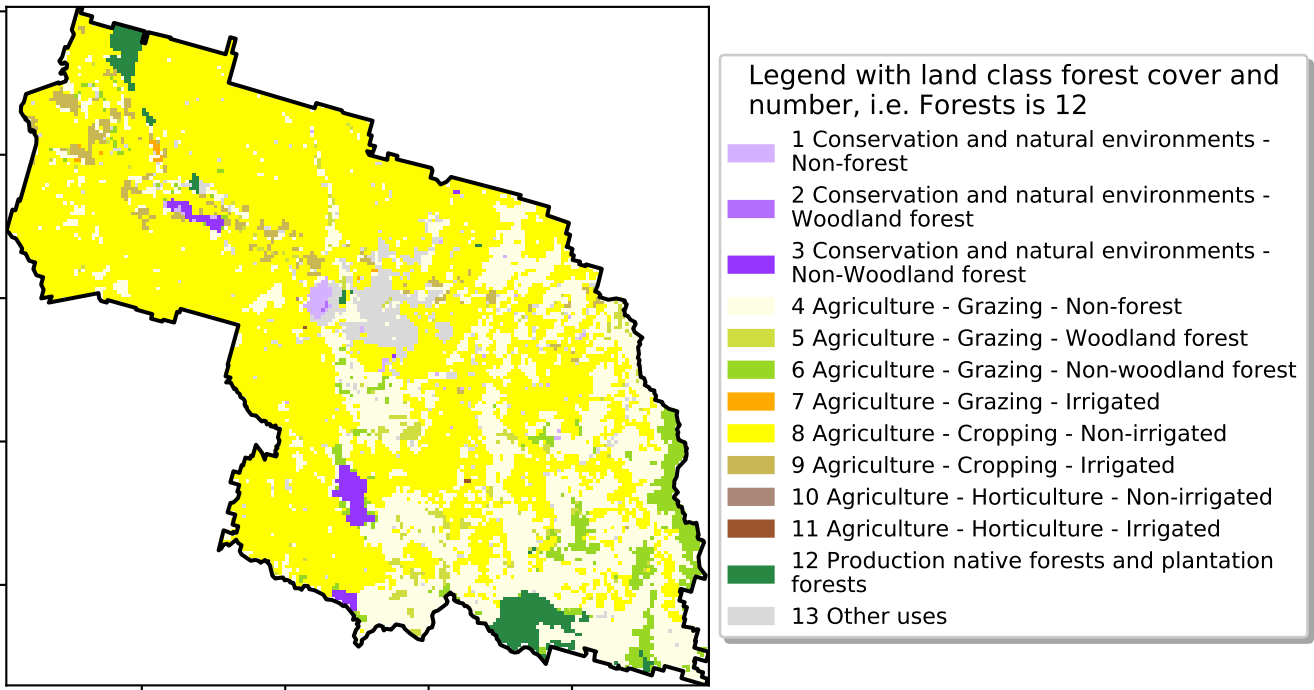 Legend with land class forest cover and
number, i.e. Forests is 12
1 Conservation and natural environments -
Non-forest
2 Conservation and natural environments -
Woodland forest
3 Conservation and natural environments -
Non-Woodland forest
4 Agriculture - Grazing - Non-forest
5 Agriculture - Grazing - Woodland forest
6 Agriculture - Grazing - Non-woodland forest
7 Agriculture - Grazing - Irrigated
8 Agriculture - Cropping - Non-irrigated
9 Agriculture - Cropping - Irrigated
10 Agriculture - Horticulture - Non-irrigated
11 Agriculture - Horticulture - Irrigated
12 Production native forests and plantation
forests
13 Other uses